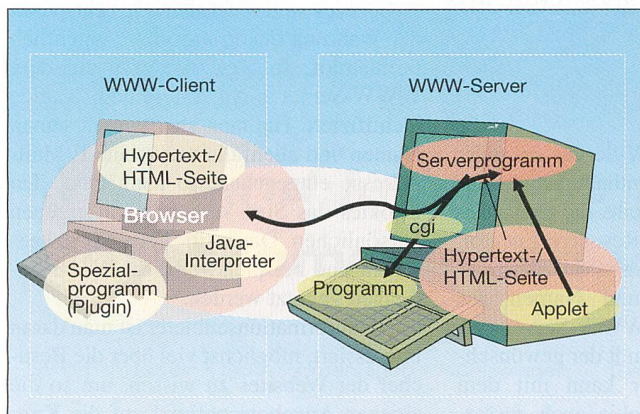 WWW-Client
Hypertext-/
HTML-Seite
Browser
Java-
Interpreter
Spezial-
programm
(Plugin)
WWW-Server
Serverprogramm
cgi
Hypertext-/
HTML-Seite
Programm
Applet